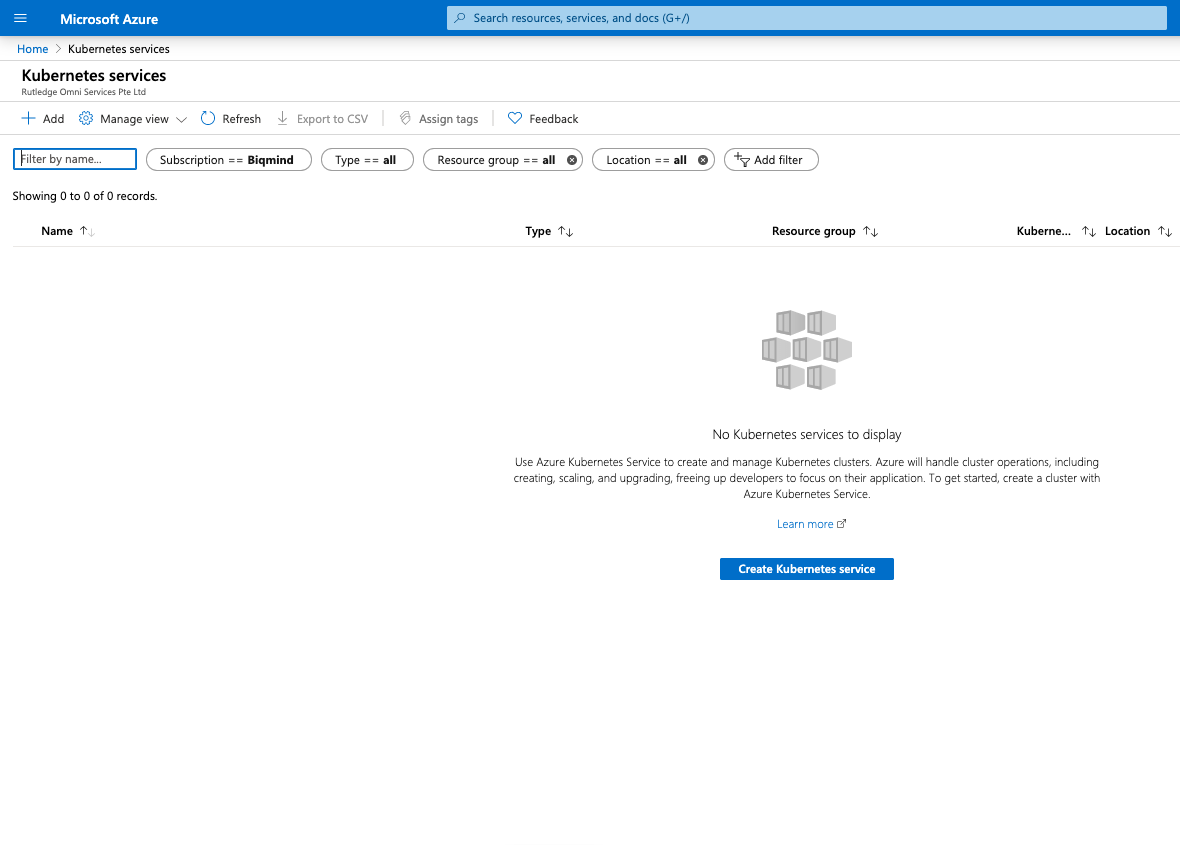 Microsoft Azure
Search resources, services, and docs (G+/)
Home > Kubernetes services
Kubernetes services
Rutledge Omni Services Pte Ltd
Add Manage view Refresh Export to CSV Assign tags Feedback
Filter by name... Subscription == Biqmind Type == all Resource group == all Location == all Add filter
Showing 0 to 0 of 0 records.
Name Type Resource group Kuberne... Location
No Kubernetes services to display
Use Azure Kubernetes Service to create and manage Kubernetes clusters. Azure will handle cluster operations, including
creating, scaling, and upgrading, freeing up developers to focus on their application. To get started, create a cluster with
Azure Kubernetes Service.
Learn more
Create Kubernetes service